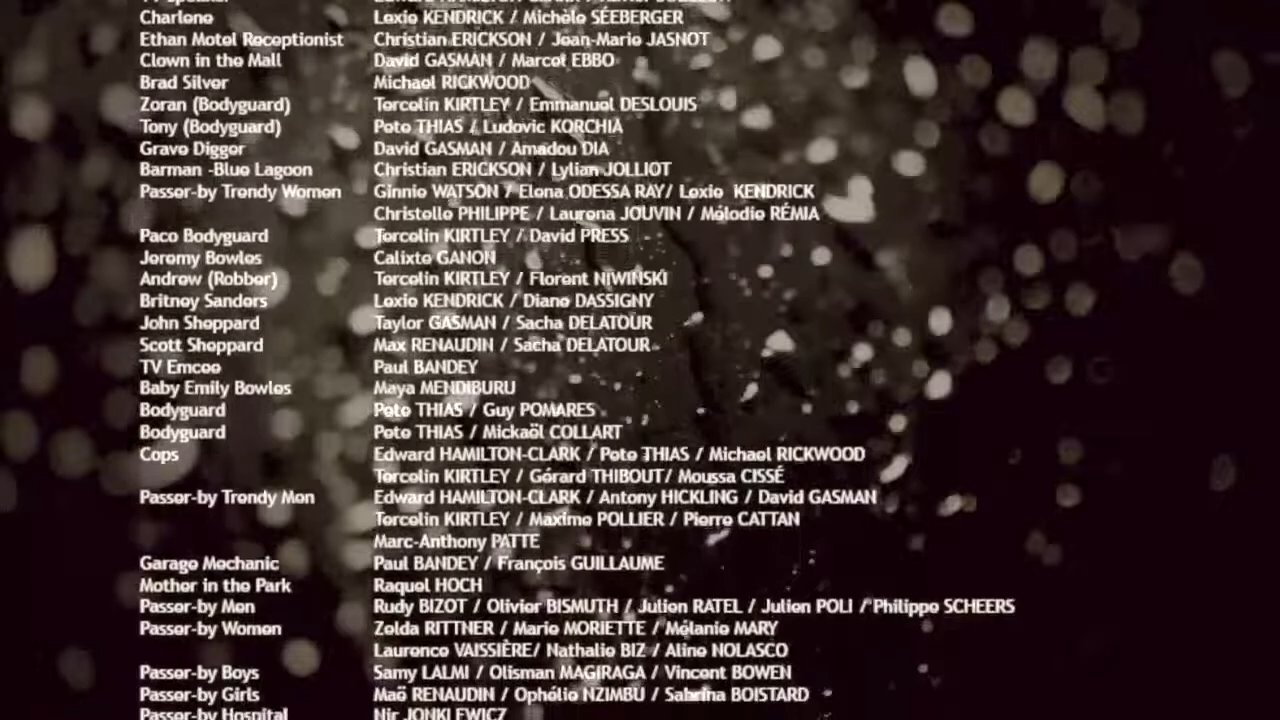 Charlene Lexie KENDRICK / Michèle SÉEBERGER
Ethan Motel Receptionist Christian ERICKSON / Jean-Marie JASNOT
Clown in the Mall David GASMAN / Marcel EBBO
Brad Silver Michael RICKWOOD
Zoran (Bodyguard) Tercelin KIRTLEY / Emmanuel DESLOUIS
Tony (Bodyguard) Pete THIAS / Ludovic KORCHIA
Grave Digger David GASMAN / Amadou DIA
Barman -Blue Lagoon Christian ERICKSON / Lylian JOLLIOT
Passer-by Trendy Women Ginnie WATSON / Elena ODESSA RAY/ Lexie KENDRICK
Christelle PHILIPPE / Laurena JOUVIN / Mélodie RÉMIA
Paco Bodyguard Tercelin KIRTLEY / David PRESS
Jeremy Bowles Calixte GANON
Andrew (Robber) Tercelin KIRTLEY / Florent NIWINSKI
Britney Sanders Lexie KENDRICK / Diane DASSIGNY
John Sheppard Taylor GASMAN / Sacha DELATOUR
Scott Sheppard Max RENAUDIN / Sacha DELATOUR
TV Emcee Paul BANDEY
Baby Emily Bowles Maya MENDIBURU
Bodyguard Pete THIAS / Guy POMARES
Bodyguard Pete THIAS / Mickaël COLLART
Cops Edward HAMILTON-CLARK / Pete THIAS / Michael RICKWOOD
Tercelin KIRTLEY / Gérard THIBOUT/ Moussa CISSÉ
Passer-by Trendy Men Edward HAMILTON-CLARK / Antony HICKLING / David GASMAN
Tercelin KIRTLEY / Maxime POLLIER / Pierre CATTAN
Marc-Anthony PATTE
Garage Mechanic Paul BANDEY / François GUILLAUME
Mother in the Park Raquel HOCH
Passer-by Men Rudy BIZOT / Olivier BISMUTH / Julien RATEL / Julien POLI / Philippe SCHEERS
Passer-by Women Zelda RITTNER / Marie MORIETTE / Mélanie MARY
Laurence VAISSIÈRE/ Nathalie BIZ / Aline NOLASCO
Passer-by Boys Samy LALMI / Olisman MAGIRAGA / Vincent BOWEN
Passer-by Girls Maë RENAUDIN / Ophélie NZIMBU / Sabrina BOISTARD
Passer-by Hospital Nir JONKLEWICZ